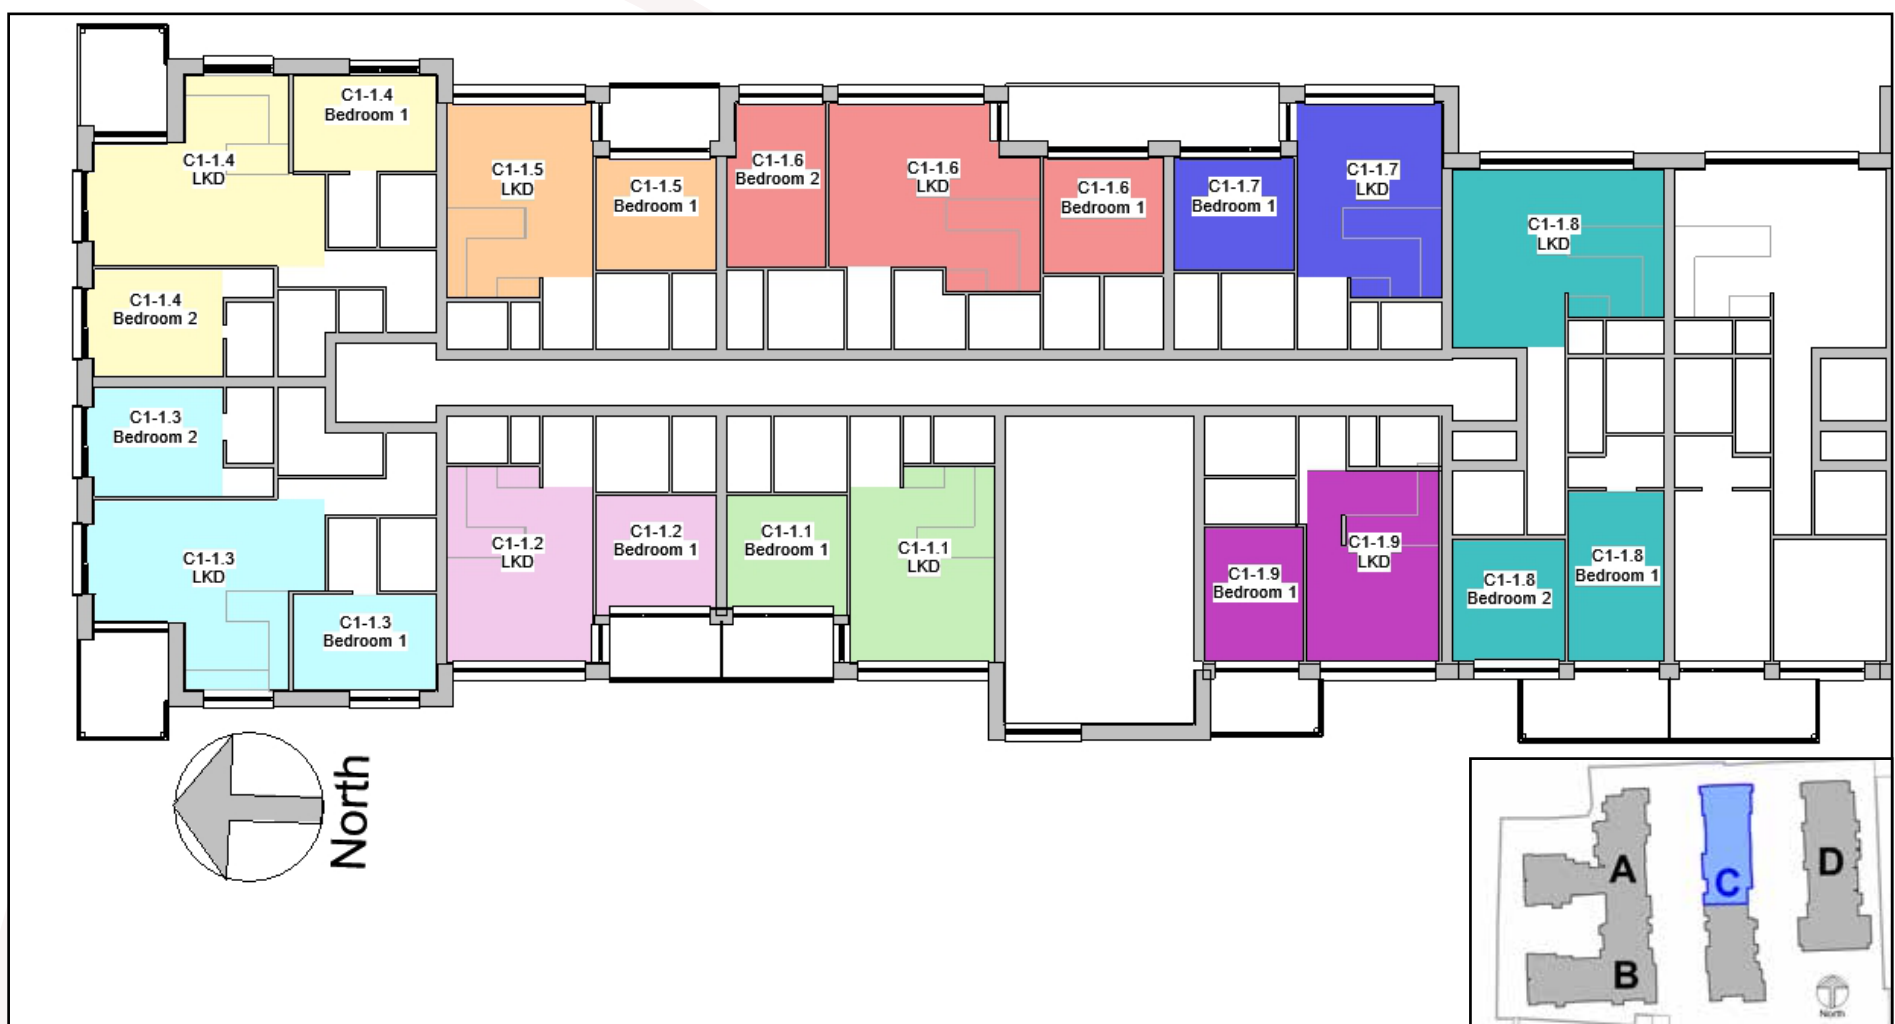 C1-1.4
Bedroom 1
C1-1.4
LKD
C1-1.5
LKD
C1-1.5
Bedroom 1
C1-1.6
Bedroom 2
C1-1.6
LKD
C1-1.6
Bedroom 1
C1-1.7
Bedroom 1
C1-1.7
LKD
C1-1.8
LKD
C1-1.4
Bedroom 2
C1-1.3
Bedroom 2
C1-1.3
LKD
C1-1.3
Bedroom 1
C1-1.2
LKD
C1-1.2
Bedroom 1
C1-1.1
Bedroom 1
C1-1.1
LKD
C1-1.9
Bedroom 1
C1-1.9
LKD
C1-1.8
Bedroom 2
C1-1.8
Bedroom 1
North
A
C
D
B
North